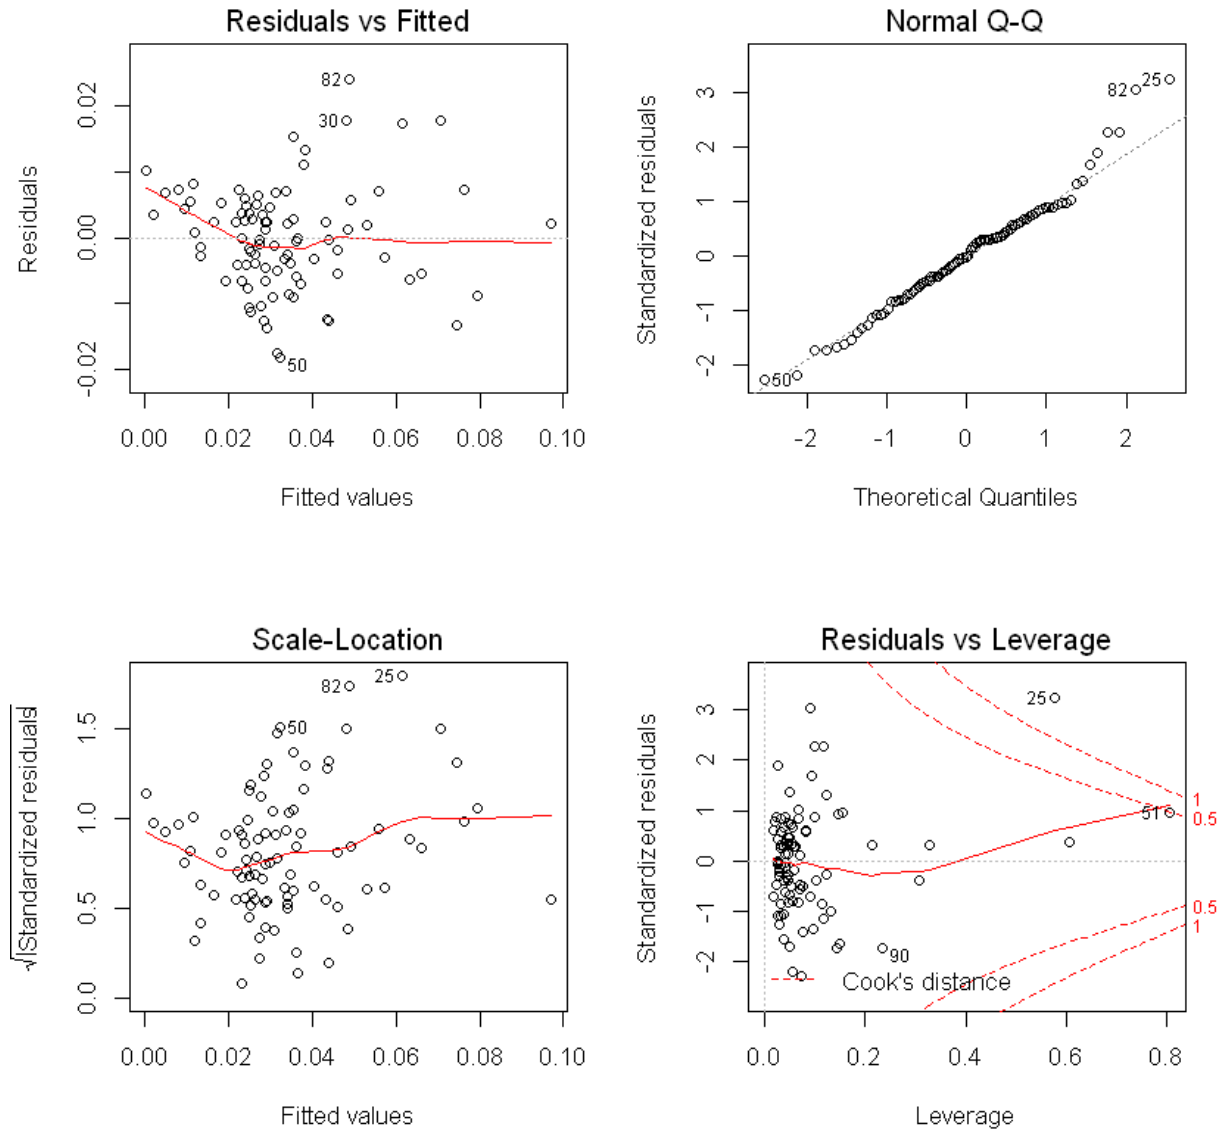 Residuals vs Fitted
Residuals
0.02
0.00
-0.02
82
30
50
0.00 0.02 0.04 0.06 0.08 0.10
Fitted values
Normal Q-Q
Standardized residuals
3
2
1
0
-1
-2
82
25
50
-2 -1 0 1 2
Theoretical Quantiles
Scale-Location
√|Standardized residuals|
1.5
1.0
0.5
0.0
82
25
50
0.00 0.02 0.04 0.06 0.08 0.10
Fitted values
Residuals vs Leverage
Standardized residuals
3
2
1
0
-1
-2
25
51
90
1
0.5
0.5
1
Cook's distance
0.0 0.2 0.4 0.6 0.8
Leverage